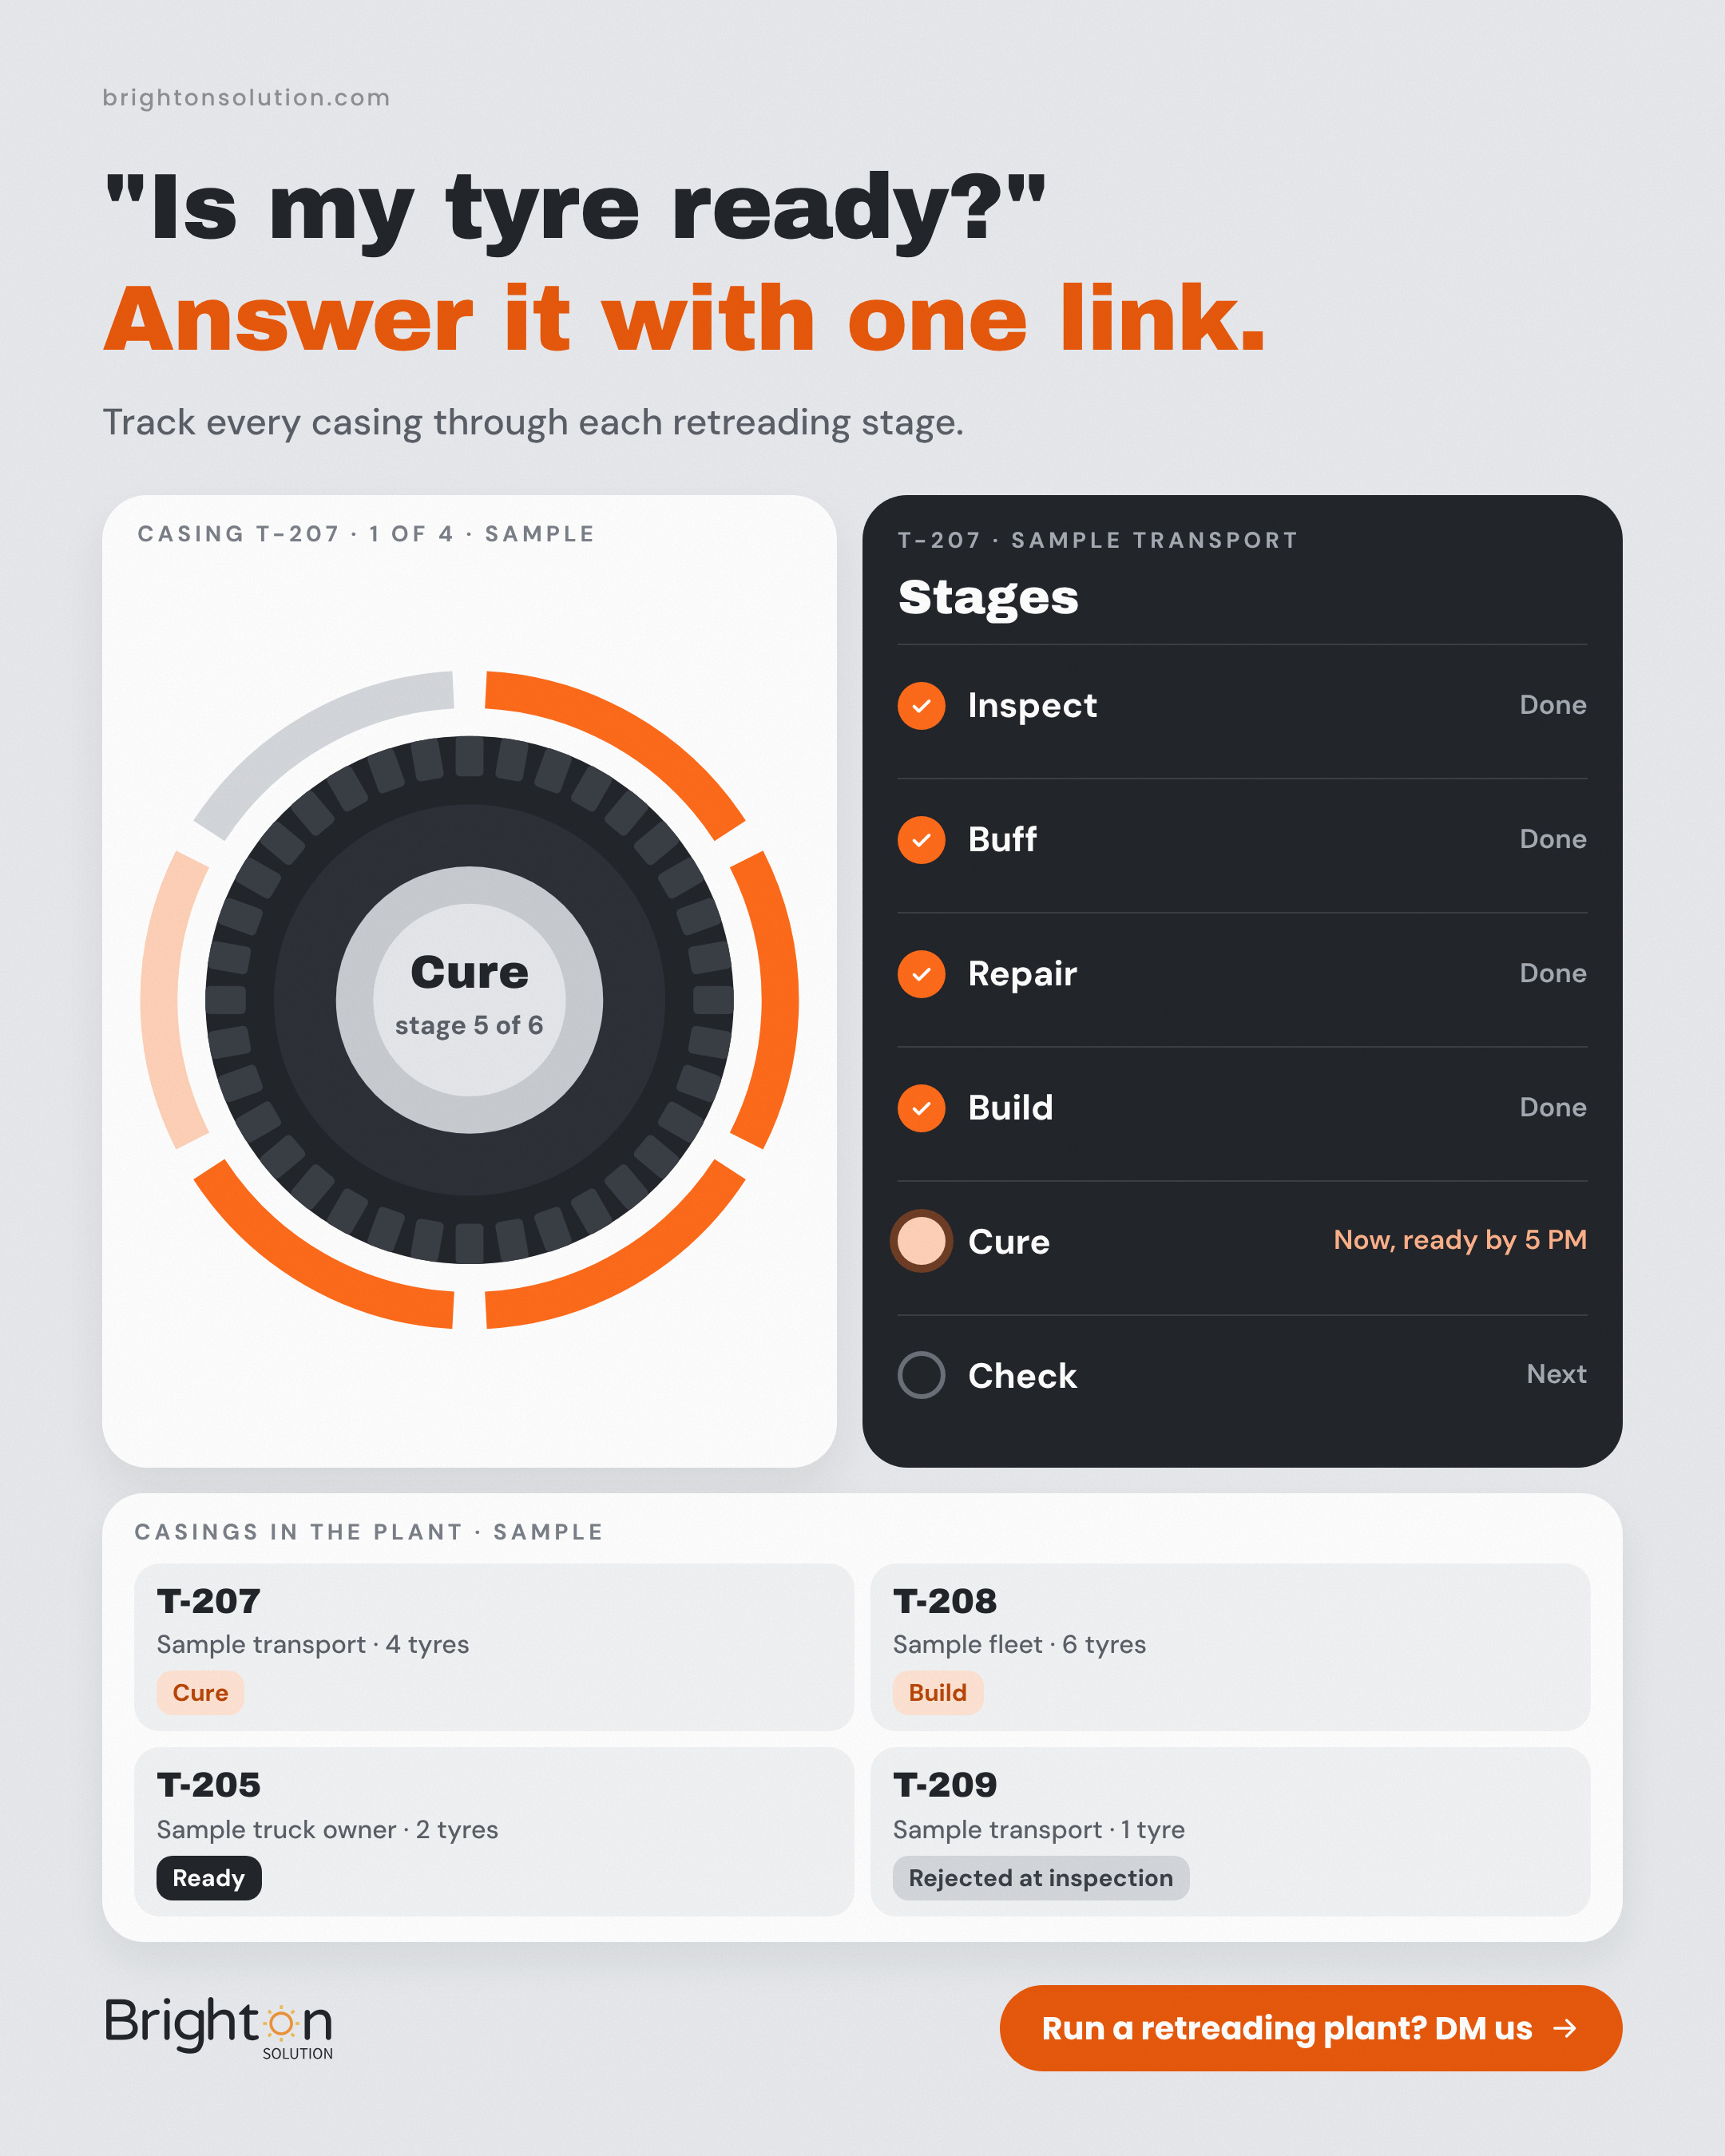 brightonsolution.com
"Is my tyre ready?"
Answer it with one link.
Track every casing through each retreading stage.
CASING T-207 · 1 OF 4 · SAMPLE
Cure
stage 5 of 6
T-207 · SAMPLE TRANSPORT
Stages
Inspect Done
Buff Done
Repair Done
Build Done
Cure Now, ready by 5 PM
Check Next
CASINGS IN THE PLANT · SAMPLE
T-207
Sample transport · 4 tyres
Cure
T-208
Sample fleet · 6 tyres
Build
T-205
Sample truck owner · 2 tyres
Ready
T-209
Sample transport · 1 tyre
Rejected at inspection
Brighton
SOLUTION
Run a retreading plant? DM us →